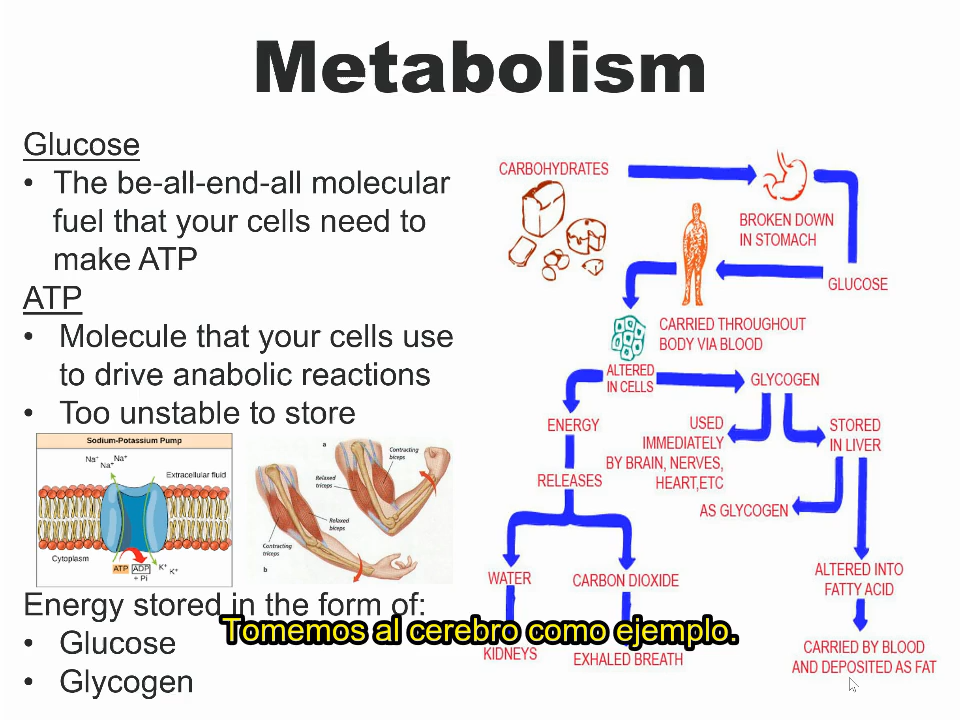 Metabolism
Glucose
• The be-all-end-all molecular
fuel that your cells need to
make ATP
ATP
• Molecule that your cells use
to drive anabolic reactions
• Too unstable to store
Sodium-Potassium Pump
Na+
Na+
Na+
Extracellular fluid
Cytoplasm
ATP
ADP
+ Pi
K+
K+
a
Contracting
biceps
Relaxed
triceps
Relaxed
biceps
Contracting
triceps
b
Energy stored in the form of:
• Glucose
• Glycogen
CARBOHYDRATES
BROKEN DOWN
IN STOMACH
GLUCOSE
CARRIED THROUGHOUT
BODY VIA BLOOD
ALTERED
IN CELLS
GLYCOGEN
ENERGY
USED
IMMEDIATELY
BY BRAIN, NERVES,
HEART,ETC
STORED
IN LIVER
RELEASES
AS GLYCOGEN
WATER
CARBON DIOXIDE
ALTERED INTO
FATTY ACID
KIDNEYS
EXHALED BREATH
CARRIED BY BLOOD
AND DEPOSITED AS FAT
Tomemos al cerebro como ejemplo.